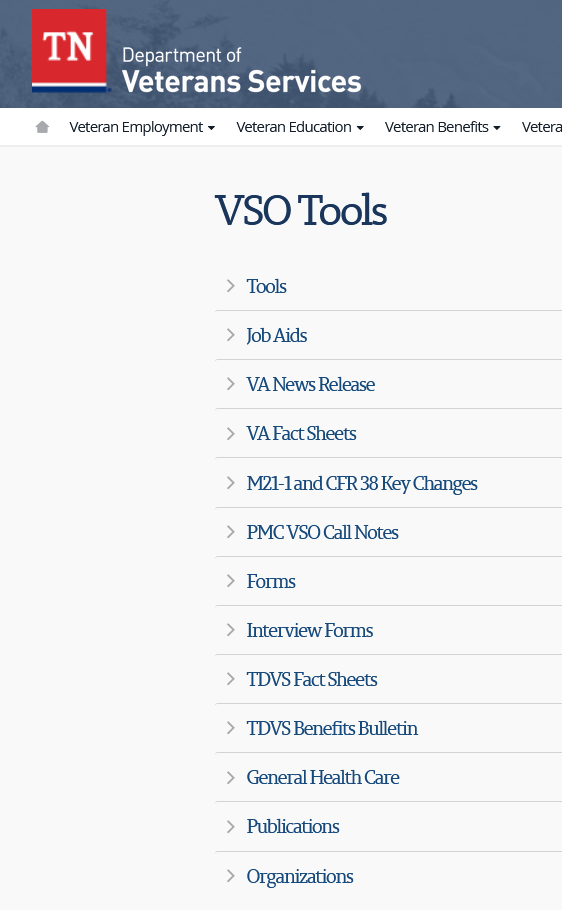 TN
Department of
Veterans Services
Veteran Employment Veteran Education Veteran Benefits Vetera
VSO Tools
Tools
Job Aids
VA News Release
VA Fact Sheets
M21-1 and CFR 38 Key Changes
PMC VSO Call Notes
Forms
Interview Forms
TDVS Fact Sheets
TDVS Benefits Bulletin
General Health Care
Publications
Organizations